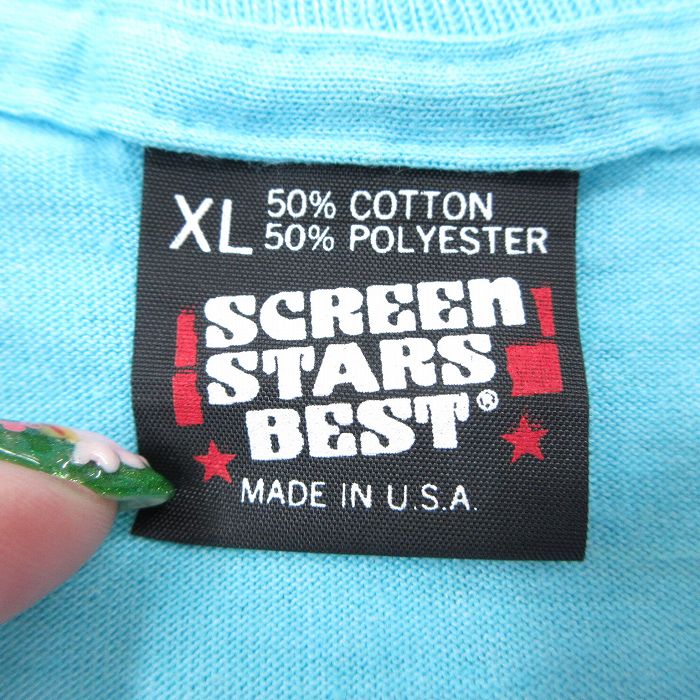 XL 50% COTTON
50% POLYESTER
SCREEN
STARS
BEST®
MADE IN U.S.A.